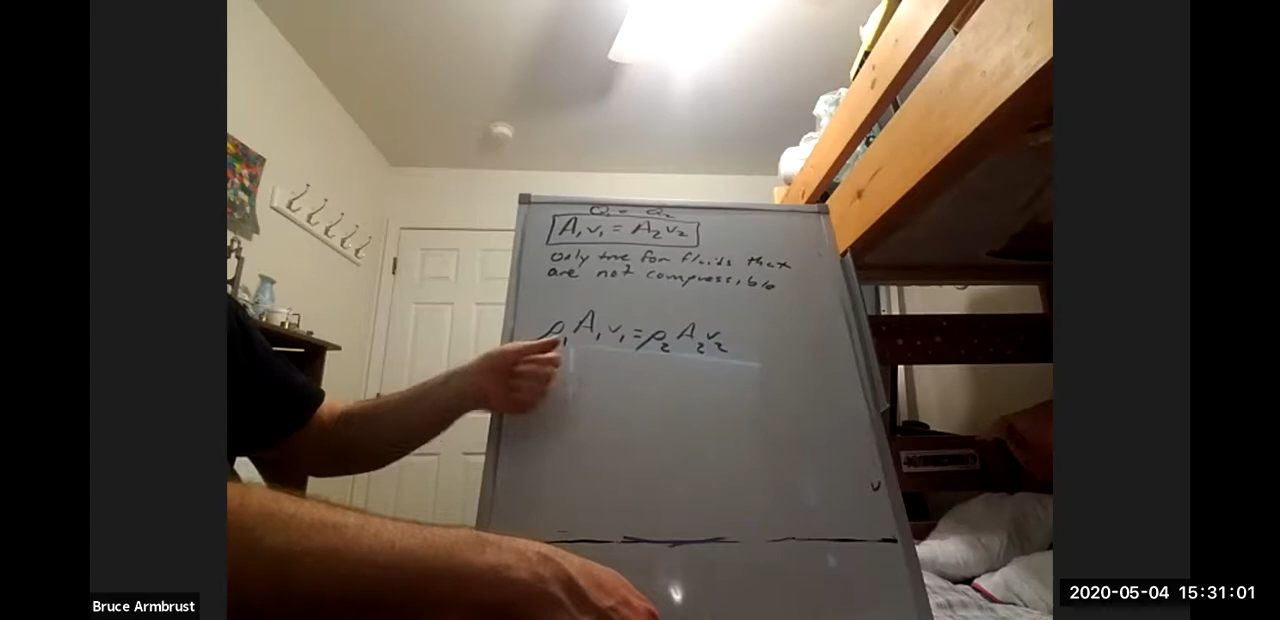 Q₁ = Q₂
A₁v₁ = A₂v₂
only true for fluids that
are not compressible
ρ₁A₁v₁=ρ₂A₂v₂
Bruce Armbrust
2020-05-04 15:31:01